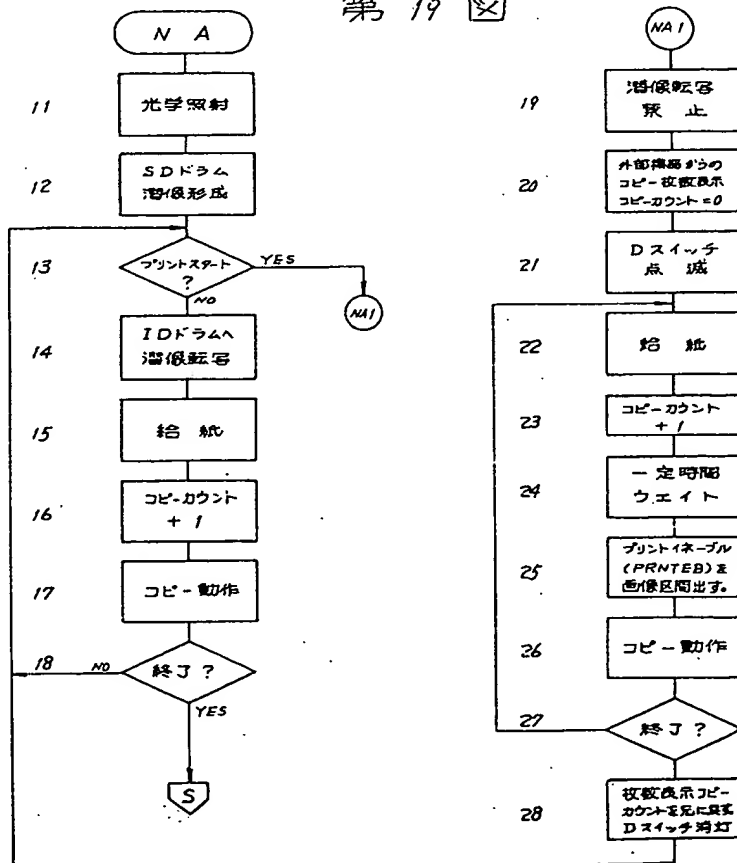 第 19 図
N A
11
光学照射
12
SDドラム
潜像形成
13
プリントスタート
?
YES
NO
NA1
14
IDドラムへ
潜像転写
15
給紙
16
コピーカウント
+1
17
コピー動作
18
NO
終了?
YES
S
NA1
19
潜像転写
禁止
20
外部機器からの
コピー枚数表示
コピーカウント=0
21
Dスイッチ
点滅
22
給紙
23
コピーカウント
+1
24
一定時間
ウエイト
25
プリントイネーブル
(PRNTEB)を
画像区間出す。
26
コピー動作
27
終了?
28
枚数表示コピー
カウントを元に戻す
Dスイッチ消灯